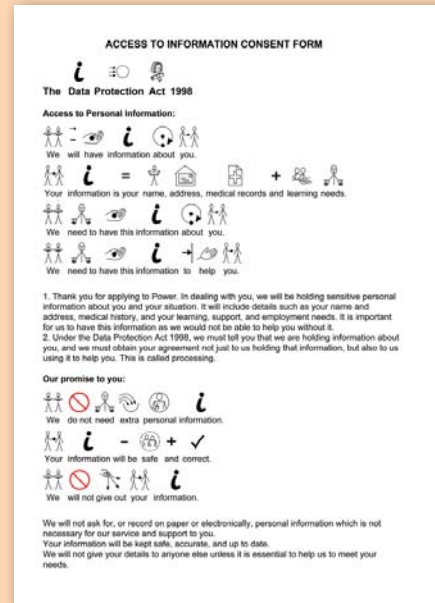 ACCESS TO INFORMATION CONSENT FORM
The Data Protection Act 1998
Access to Personal Information:
We will have information about you.
Your information is your name, address, medical records and learning needs.
We need to have this information about you.
We need to have this information to help you.
1. Thank you for applying to Power. In dealing with you, we will be holding sensitive personal
information about you and your situation. It will include details such as your name and
address, medical history, and your learning, support, and employment needs. It is important
for us to have this information as we would not be able to help you without it.
2. Under the Data Protection Act 1998, we must tell you that we are holding information about
you, and we must obtain your agreement not just to us holding that information, but also to us
using it to help you. This is called processing.
Our promise to you:
We do not need extra personal information.
Your information will be safe and correct.
We will not give out your information.
We will not ask for, or record on paper or electronically, personal information which is not
necessary for our service and support to you.
Your information will be kept safe, accurate, and up to date.
We will not give your details to anyone else unless it is essential to help us to meet your
needs.